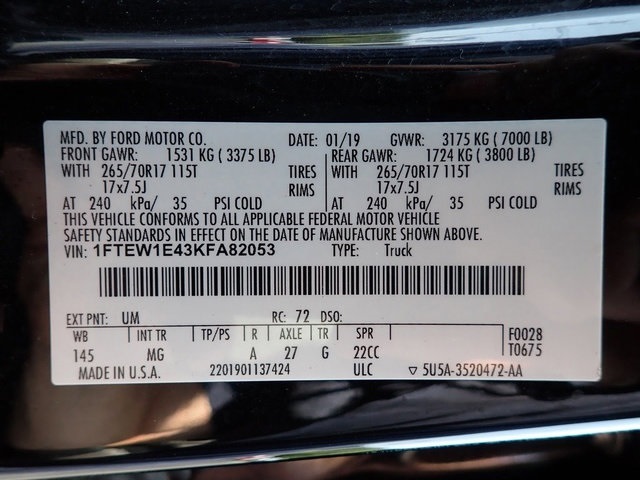 MFD. BY FORD MOTOR CO. DATE: 01/19 GVWR: 3175 KG (7000 LB)
FRONT GAWR: 1531 KG (3375 LB) REAR GAWR: 1724 KG (3800 LB)
WITH 265/70R17 115T TIRES WITH 265/70R17 115T TIRES
17x7.5J RIMS 17x7.5J RIMS
AT 240 kPa/ 35 PSI COLD AT 240 kPa/ 35 PSI COLD
THIS VEHICLE CONFORMS TO ALL APPLICABLE FEDERAL MOTOR VEHICLE
SAFETY STANDARDS IN EFFECT ON THE DATE OF MANUFACTURE SHOWN ABOVE.
VIN: 1FTEW1E43KFA82053 TYPE: Truck
EXT PNT: UM RC: 72 DSO:
WB INT TR TP/PS R AXLE TR SPR F0028
145 MG A 27 G 22CC T0675
MADE IN U.S.A. 2201901137424 ULC ▽ 5U5A-3520472-AA